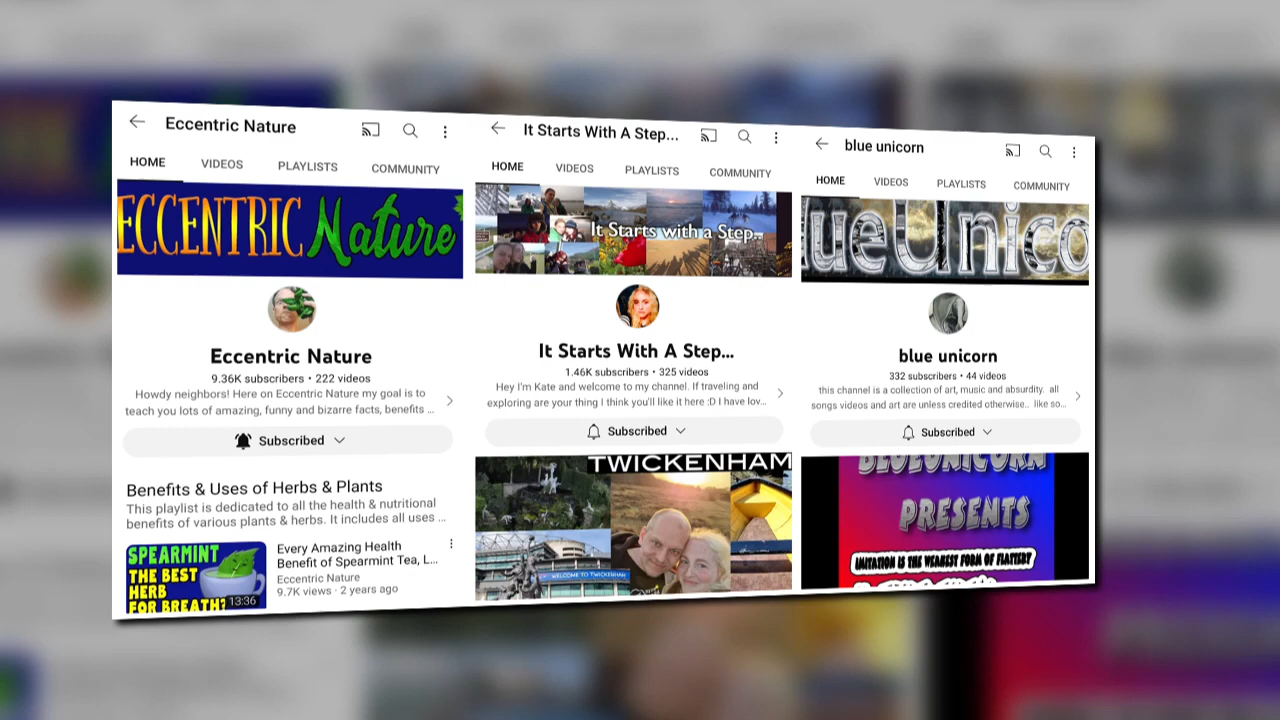 Eccentric Nature
HOME VIDEOS PLAYLISTS COMMUNITY
ECCENTRIC Nature
Eccentric Nature
9.36K subscribers • 222 videos
Howdy neighbors! Here on Eccentric Nature my goal is to
teach you lots of amazing, funny and bizarre facts, benefits ...
Subscribed
Benefits & Uses of Herbs & Plants
This playlist is dedicated to all the health & nutritional
benefits of various plants & herbs. It includes all uses ...
SPEARMINT
THE BEST
HERB
FOR BREATH?
13:36
Every Amazing Health
Benefit of Spearmint Tea, L...
Eccentric Nature
9.7K views · 2 years ago
It Starts With A Step...
HOME VIDEOS PLAYLISTS COMMUNITY
It Starts with a Step...
It Starts With A Step...
1.46K subscribers • 325 videos
Hey I'm Kate and welcome to my channel. If traveling and
exploring are your thing I think you'll like it here :D I have lov...
Subscribed
TWICKENHAM
WELCOME TO TWICKENHAM
blue unicorn
HOME VIDEOS PLAYLISTS COMMUNITY
lueUnico
blue unicorn
332 subscribers • 44 videos
this channel is a collection of art, music and absurdity. all
songs videos and art are unless credited otherwise.. like so...
Subscribed
BLUEUNICORN
PRESENTS
IMITATION IS THE WEAKEST FORM OF FLATTERY